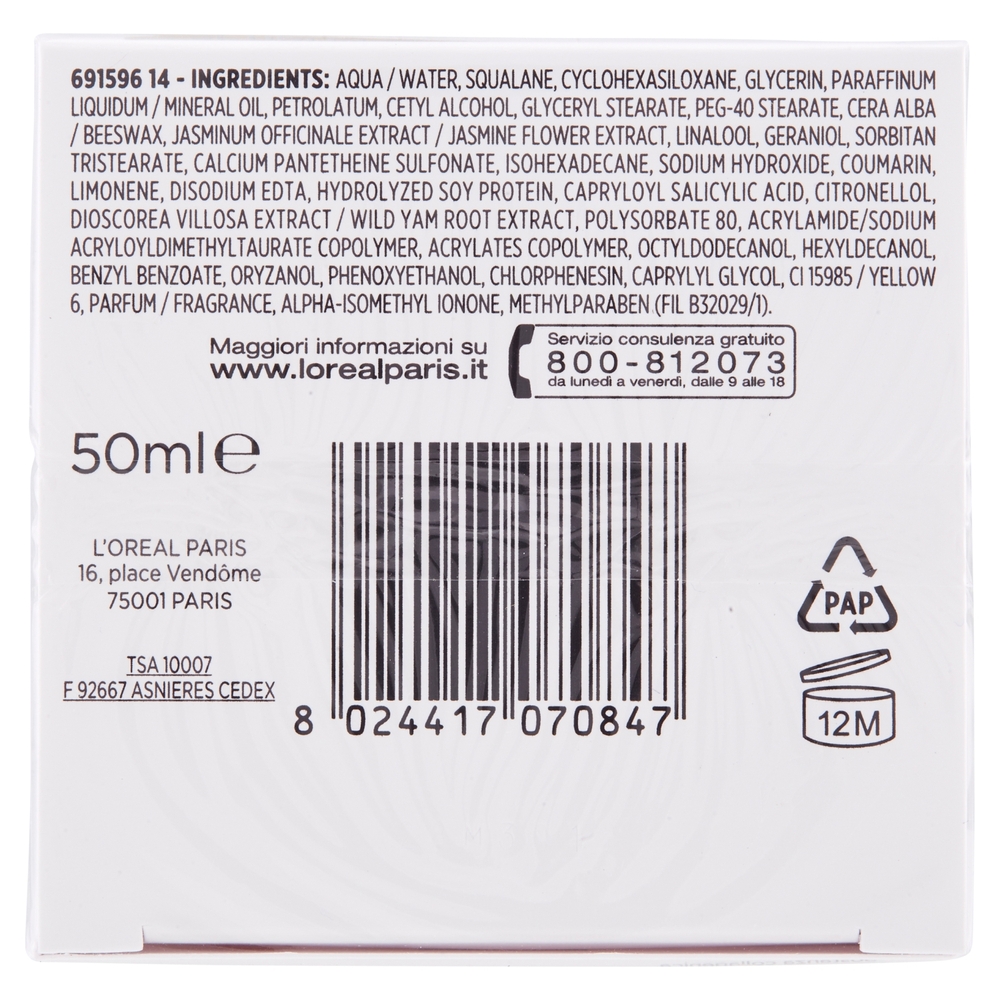 691596 14 - INGREDIENTS: AQUA / WATER, SQUALANE, CYCLOHEXASILOXANE, GLYCERIN, PARAFFINUM
LIQUIDUM / MINERAL OIL, PETROLATUM, CETYL ALCOHOL, GLYCERYL STEARATE, PEG-40 STEARATE, CERA ALBA
/ BEESWAX, JASMINUM OFFICINALE EXTRACT / JASMINE FLOWER EXTRACT, LINALOOL, GERANIOL, SORBITAN
TRISTEARATE, CALCIUM PANTETHEINE SULFONATE, ISOHEXADECANE, SODIUM HYDROXIDE, COUMARIN,
LIMONENE, DISODIUM EDTA, HYDROLYZED SOY PROTEIN, CAPRYLOYL SALICYLIC ACID, CITRONELLOL,
DIOSCOREA VILLOSA EXTRACT / WILD YAM ROOT EXTRACT, POLYSORBATE 80, ACRYLAMIDE/SODIUM
ACRYLOYLDIMETHYLTAURATE COPOLYMER, ACRYLATES COPOLYMER, OCTYLDODECANOL, HEXYLDECANOL,
BENZYL BENZOATE, ORYZANOL, PHENOXYETHANOL, CHLORPHENESIN, CAPRYLYL GLYCOL, CI 15985 / YELLOW
6, PARFUM / FRAGRANCE, ALPHA-ISOMETHYL IONONE, METHYLPARABEN (FIL B32029/1).
Maggiori informazioni su
www.lorealparis.it
Servizio consulenza gratuito
800-812073
da lunedì a venerdì, dalle 9 alle 18
50ml e
L'OREAL PARIS
16, place Vendôme
75001 PARIS
TSA 10007
F 92667 ASNIERES CEDEX
8 024417 070847
PAP
12M